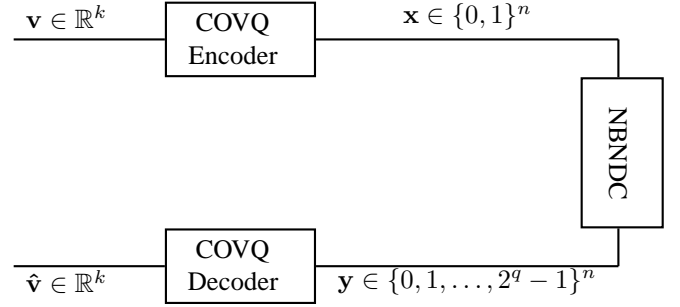 v ∈ ℝ^k
COVQ
Encoder
x ∈ {0, 1}^n
NBNDC
v̂ ∈ ℝ^k
COVQ
Decoder
y ∈ {0, 1, . . . , 2^q − 1}^n